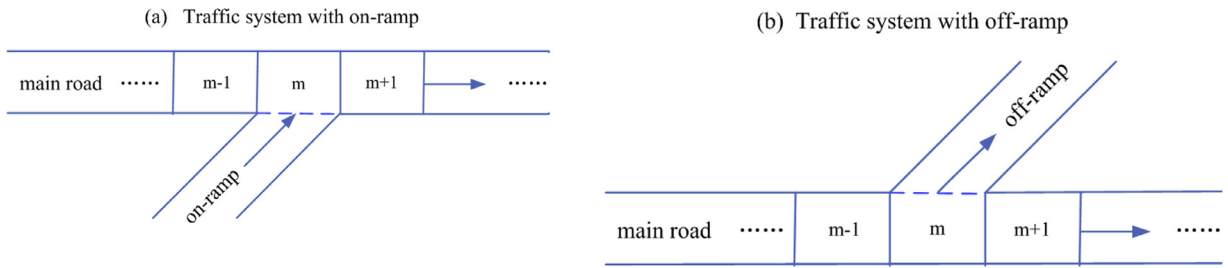 (a) Traffic system with on-ramp
main road ...... m-1 m m+1 ......
on-ramp
(b) Traffic system with off-ramp
off-ramp
main road ...... m-1 m m+1 ......